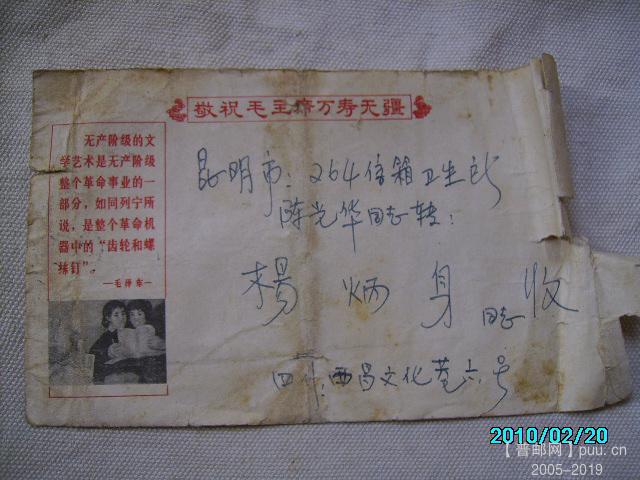 敬祝毛主席万寿无疆
无产阶级的文
学艺术是无产阶级
整个革命事业的一
部分，如同列宁所
说，是整个革命机
器中的“齿轮和螺
丝钉”。
—毛泽东—
昆明市：264信箱卫生所
陈光华同志转：
楊炳身同志收
四川：西昌文化巷六号
2010/02/20
【普邮网】puu.cn
2005-2019